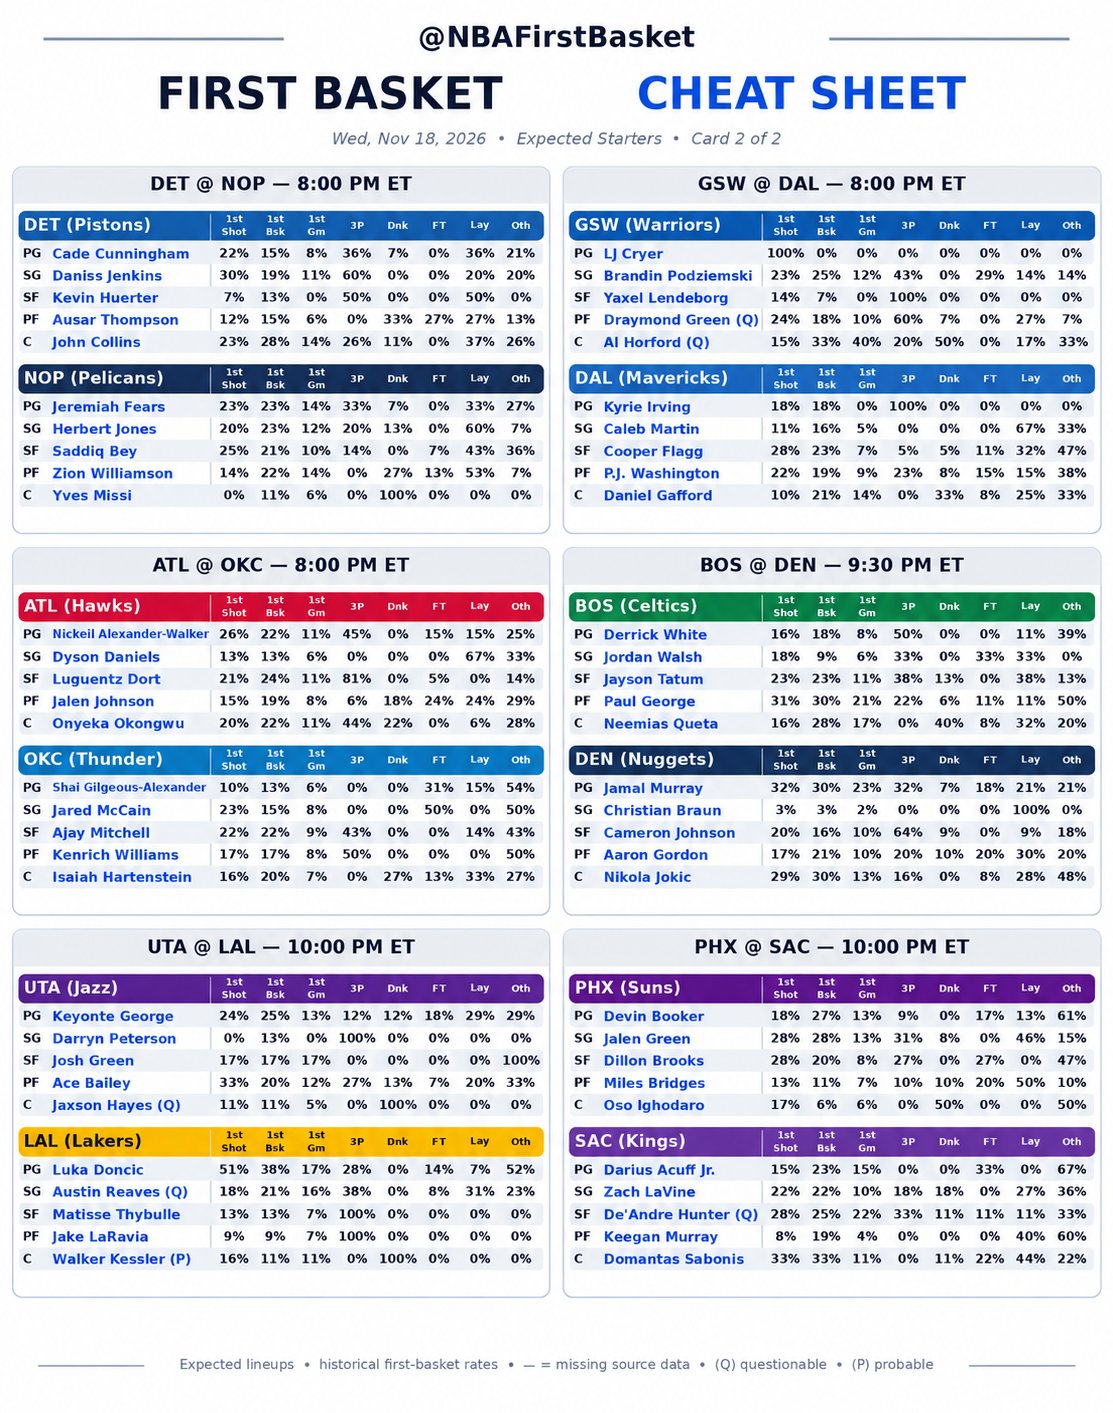 @NBAFirstBasket
FIRST BASKET CHEAT SHEET
Wed, Nov 18, 2026 • Expected Starters • Card 2 of 2
DET @ NOP — 8:00 PM ET
DET (Pistons) 1st Shot 1st Bsk 1st Gm 3P Dnk FT Lay Oth
PG Cade Cunningham 22% 15% 8% 36% 7% 0% 36% 21%
SG Daniss Jenkins 30% 19% 11% 60% 0% 0% 20% 20%
SF Kevin Huerter 7% 13% 0% 50% 0% 0% 50% 0%
PF Ausar Thompson 12% 15% 6% 0% 33% 27% 27% 13%
C John Collins 23% 28% 14% 26% 11% 0% 37% 26%
NOP (Pelicans) 1st Shot 1st Bsk 1st Gm 3P Dnk FT Lay Oth
PG Jeremiah Fears 23% 23% 14% 33% 7% 0% 33% 27%
SG Herbert Jones 20% 23% 12% 20% 13% 0% 60% 7%
SF Saddiq Bey 25% 21% 10% 14% 0% 7% 43% 36%
PF Zion Williamson 14% 22% 14% 0% 27% 13% 53% 7%
C Yves Missi 0% 11% 6% 0% 100% 0% 0% 0%
GSW @ DAL — 8:00 PM ET
GSW (Warriors) 1st Shot 1st Bsk 1st Gm 3P Dnk FT Lay Oth
PG LJ Cryer 100% 0% 0% 0% 0% 0% 0% 0%
SG Brandin Podziemski 23% 25% 12% 43% 0% 29% 14% 14%
SF Yaxel Lendeborg 14% 7% 0% 100% 0% 0% 0% 0%
PF Draymond Green (Q) 24% 18% 10% 60% 7% 0% 27% 7%
C Al Horford (Q) 15% 33% 40% 20% 50% 0% 17% 33%
DAL (Mavericks) 1st Shot 1st Bsk 1st Gm 3P Dnk FT Lay Oth
PG Kyrie Irving 18% 18% 0% 100% 0% 0% 0% 0%
SG Caleb Martin 11% 16% 5% 0% 0% 0% 67% 33%
SF Cooper Flagg 28% 23% 7% 5% 5% 11% 32% 47%
PF P.J. Washington 22% 19% 9% 23% 8% 15% 15% 38%
C Daniel Gafford 10% 21% 14% 0% 33% 8% 25% 33%
ATL @ OKC — 8:00 PM ET
ATL (Hawks) 1st Shot 1st Bsk 1st Gm 3P Dnk FT Lay Oth
PG Nickeil Alexander-Walker 26% 22% 11% 45% 0% 15% 15% 25%
SG Dyson Daniels 13% 13% 6% 0% 0% 0% 67% 33%
SF Luguentz Dort 21% 24% 11% 81% 0% 5% 0% 14%
PF Jalen Johnson 15% 19% 8% 6% 18% 24% 24% 29%
C Onyeka Okongwu 20% 22% 11% 44% 22% 0% 6% 28%
OKC (Thunder) 1st Shot 1st Bsk 1st Gm 3P Dnk FT Lay Oth
PG Shai Gilgeous-Alexander 10% 13% 6% 0% 0% 31% 15% 54%
SG Jared McCain 23% 15% 8% 0% 0% 50% 0% 50%
SF Ajay Mitchell 22% 22% 9% 43% 0% 0% 14% 43%
PF Kenrich Williams 17% 17% 8% 50% 0% 0% 0% 50%
C Isaiah Hartenstein 16% 20% 7% 0% 27% 13% 33% 27%
BOS @ DEN — 9:30 PM ET
BOS (Celtics) 1st Shot 1st Bsk 1st Gm 3P Dnk FT Lay Oth
PG Derrick White 16% 18% 8% 50% 0% 0% 11% 39%
SG Jordan Walsh 18% 9% 6% 33% 0% 33% 33% 0%
SF Jayson Tatum 23% 23% 11% 38% 13% 0% 38% 13%
PF Paul George 31% 30% 21% 22% 6% 11% 11% 50%
C Neemias Queta 16% 28% 17% 0% 40% 8% 32% 20%
DEN (Nuggets) 1st Shot 1st Bsk 1st Gm 3P Dnk FT Lay Oth
PG Jamal Murray 32% 30% 23% 32% 7% 18% 21% 21%
SG Christian Braun 3% 3% 2% 0% 0% 0% 100% 0%
SF Cameron Johnson 20% 16% 10% 64% 9% 0% 9% 18%
PF Aaron Gordon 17% 21% 10% 20% 10% 20% 30% 20%
C Nikola Jokic 29% 30% 13% 16% 0% 8% 28% 48%
UTA @ LAL — 10:00 PM ET
UTA (Jazz) 1st Shot 1st Bsk 1st Gm 3P Dnk FT Lay Oth
PG Keyonte George 24% 25% 13% 12% 12% 18% 29% 29%
SG Darryn Peterson 0% 13% 0% 100% 0% 0% 0% 0%
SF Josh Green 17% 17% 17% 0% 0% 0% 0% 100%
PF Ace Bailey 33% 20% 12% 27% 13% 7% 20% 33%
C Jaxson Hayes (Q) 11% 11% 5% 0% 100% 0% 0% 0%
LAL (Lakers) 1st Shot 1st Bsk 1st Gm 3P Dnk FT Lay Oth
PG Luka Doncic 51% 38% 17% 28% 0% 14% 7% 52%
SG Austin Reaves (Q) 18% 21% 16% 38% 0% 8% 31% 23%
SF Matisse Thybulle 13% 13% 7% 100% 0% 0% 0% 0%
PF Jake LaRavia 9% 9% 7% 100% 0% 0% 0% 0%
C Walker Kessler (P) 16% 11% 11% 0% 100% 0% 0% 0%
PHX @ SAC — 10:00 PM ET
PHX (Suns) 1st Shot 1st Bsk 1st Gm 3P Dnk FT Lay Oth
PG Devin Booker 18% 27% 13% 9% 0% 17% 13% 61%
SG Jalen Green 28% 28% 13% 31% 8% 0% 46% 15%
SF Dillon Brooks 28% 20% 8% 27% 0% 27% 0% 47%
PF Miles Bridges 13% 11% 7% 10% 10% 20% 50% 10%
C Oso Ighodaro 17% 6% 6% 0% 50% 0% 0% 50%
SAC (Kings) 1st Shot 1st Bsk 1st Gm 3P Dnk FT Lay Oth
PG Darius Acuff Jr. 15% 23% 15% 0% 0% 33% 0% 67%
SG Zach LaVine 22% 22% 10% 18% 18% 0% 27% 36%
SF De'Andre Hunter (Q) 28% 25% 22% 33% 11% 11% 11% 33%
PF Keegan Murray 8% 19% 4% 0% 0% 0% 40% 60%
C Domantas Sabonis 33% 33% 11% 0% 11% 22% 44% 22%
Expected lineups • historical first-basket rates • — = missing source data • (Q) questionable • (P) probable